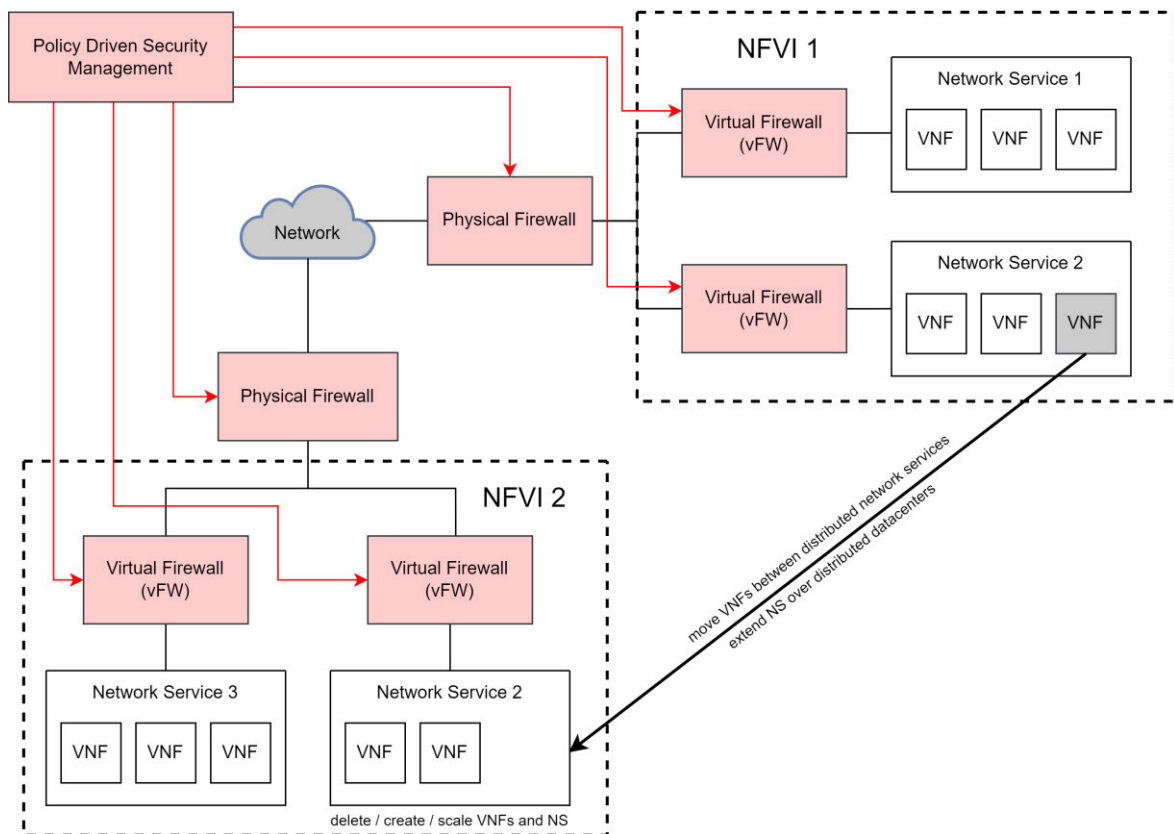 Policy Driven Security
Management
NFVI 1
Virtual Firewall
(vFW)
Network Service 1
VNF
VNF
VNF
Physical Firewall
Network
Virtual Firewall
(vFW)
Network Service 2
VNF
VNF
VNF
Physical Firewall
move VNFs between distributed network services
extend NS over distributed datacenters
NFVI 2
Virtual Firewall
(vFW)
Virtual Firewall
(vFW)
Network Service 3
VNF
VNF
VNF
Network Service 2
VNF
VNF
delete / create / scale VNFs and NS